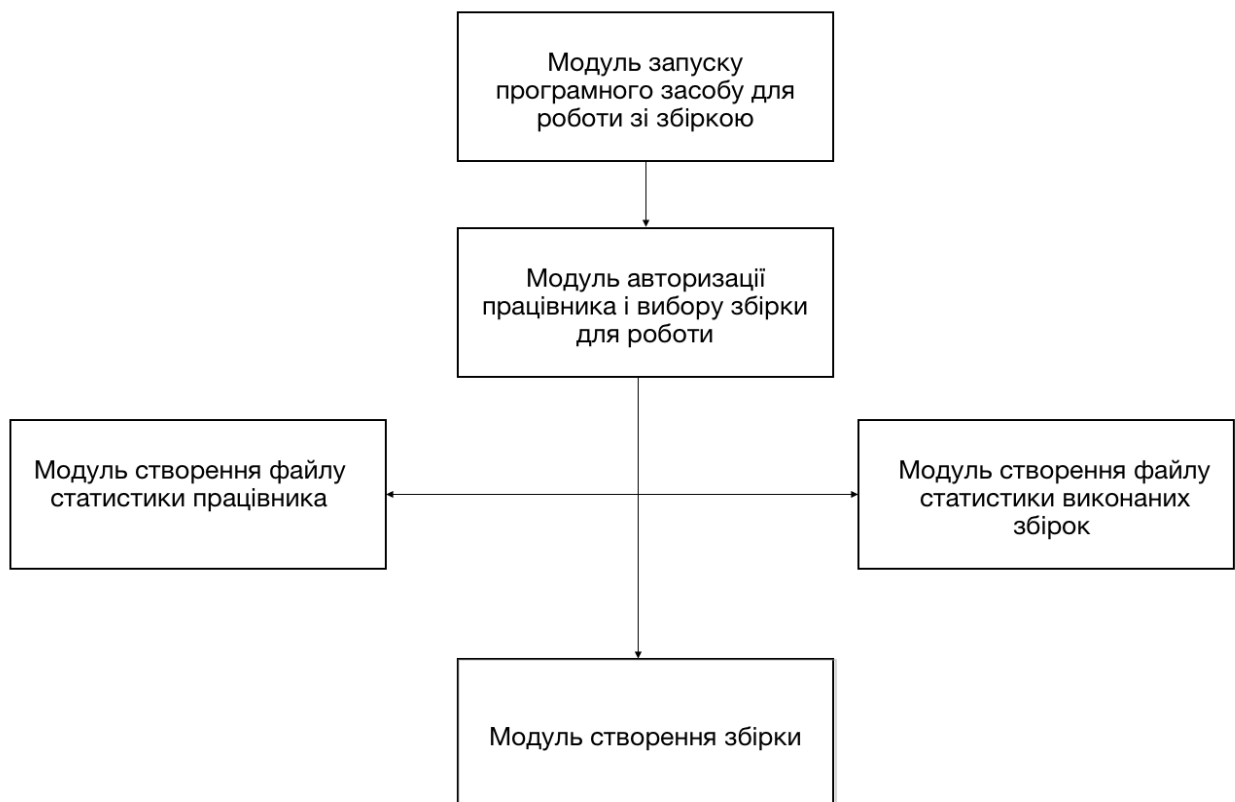 Модуль запуску
програмного засобу для
роботи зі збіркою
Модуль авторизації
працівника і вибору збірки
для роботи
Модуль створення файлу
статистики працівника
Модуль створення файлу
статистики виконаних
збірок
Модуль створення збірки